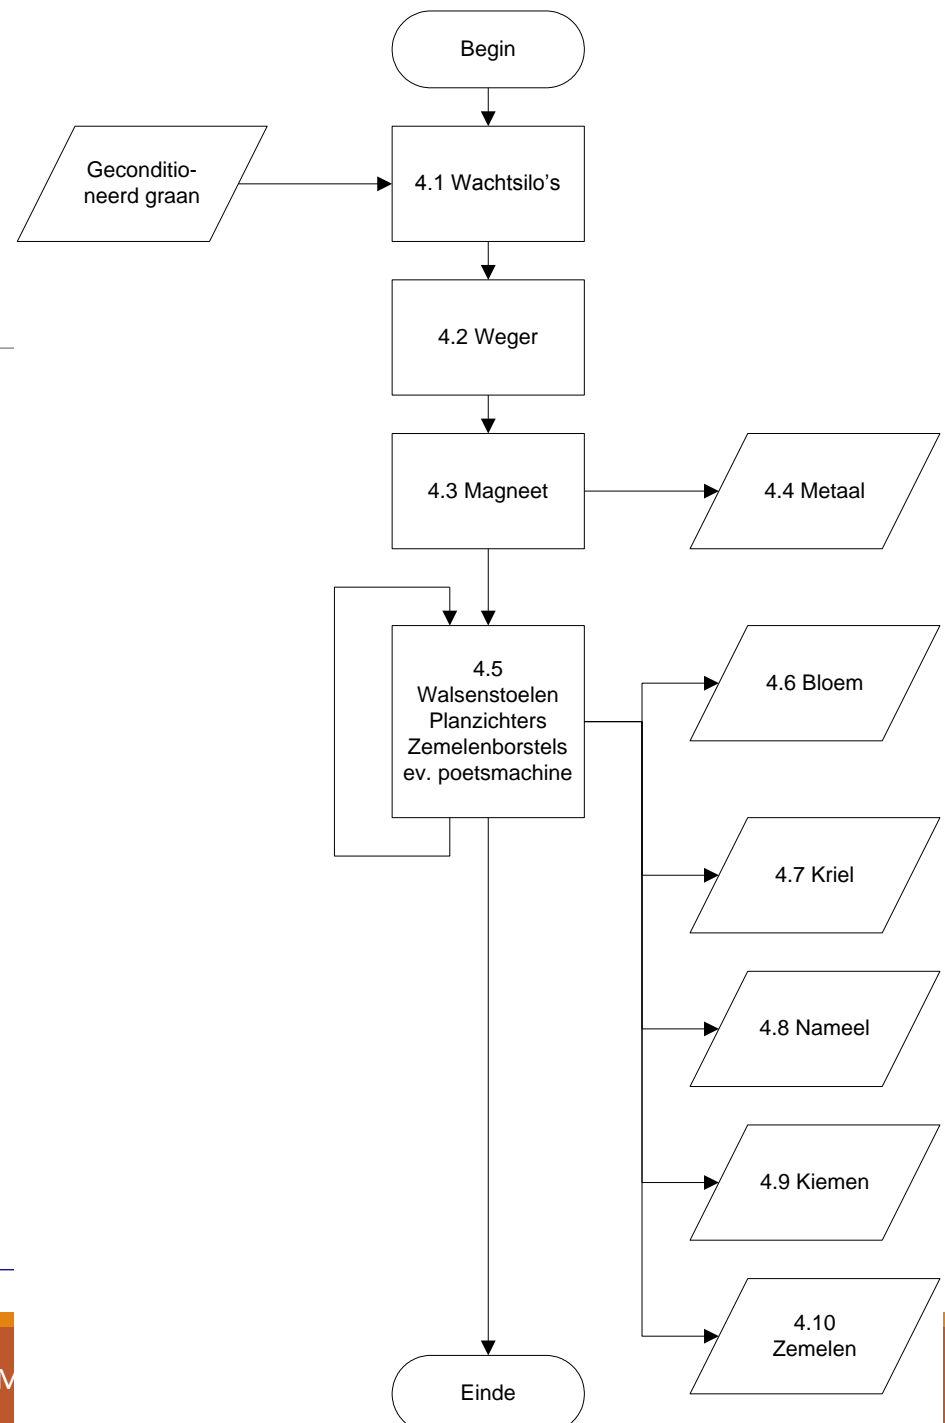 Begin
Geconditio-
neerd graan
4.1 Wachtsilo’s
4.2 Weger
4.3 Magneet
4.4 Metaal
4.5
Walsenstoelen
Planzichters
Zemelenborstels
ev. poetsmachine
4.6 Bloem
4.7 Kriel
4.8 Nameel
4.9 Kiemen
4.10
Zemelen
M
Einde